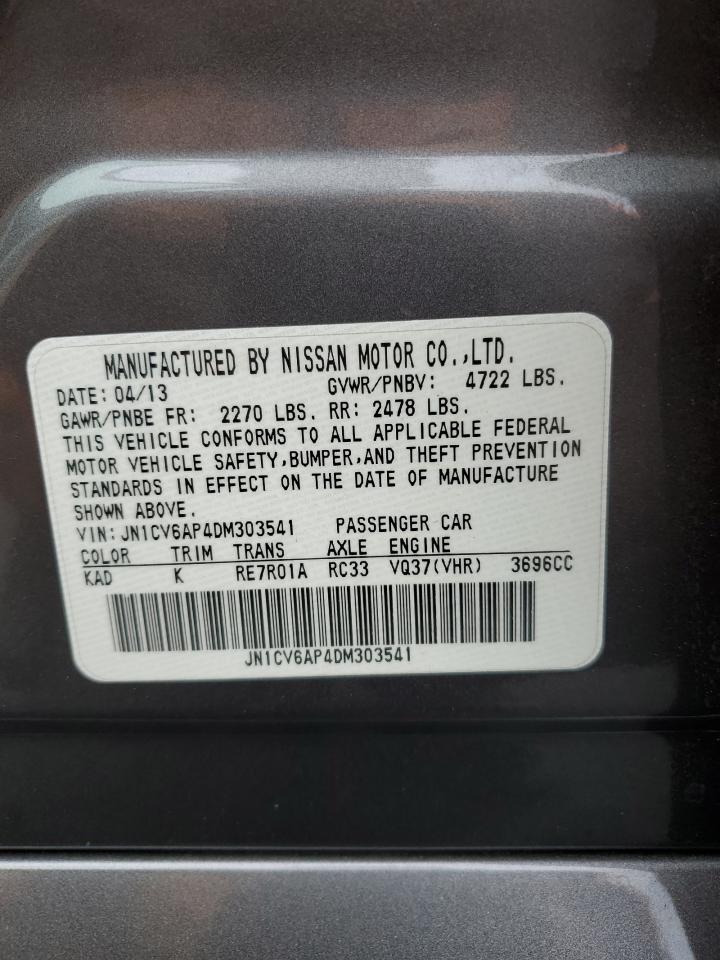 MANUFACTURED BY NISSAN MOTOR CO.,LTD.
DATE: 04/13 GVWR/PNBV: 4722 LBS.
GAWR/PNBE FR: 2270 LBS. RR: 2478 LBS.
THIS VEHICLE CONFORMS TO ALL APPLICABLE FEDERAL
MOTOR VEHICLE SAFETY,BUMPER,AND THEFT PREVENTION
STANDARDS IN EFFECT ON THE DATE OF MANUFACTURE
SHOWN ABOVE.
VIN: JN1CV6AP4DM303541 PASSENGER CAR
COLOR TRIM TRANS AXLE ENGINE
KAD K RE7R01A RC33 VQ37(VHR) 3696CC
JN1CV6AP4DM303541